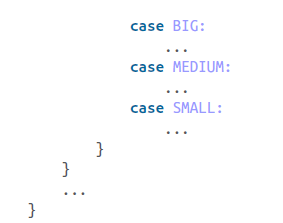 case BIG:
...
case MEDIUM:
...
case SMALL:
...
}
}
...
}